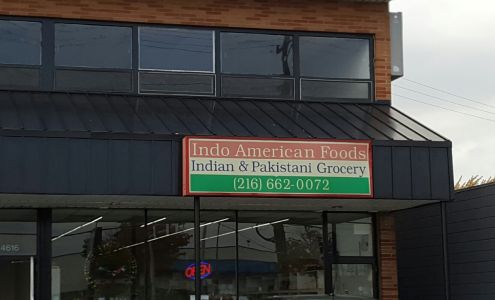 Indo American Foods
Indian & Pakistani Grocery
(216) 662-0072
4616
OPEN